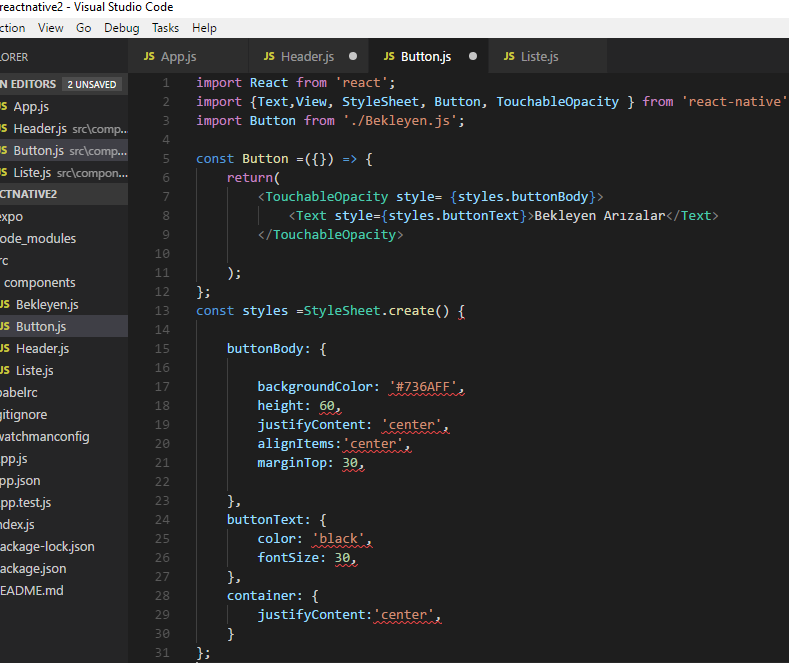 reactnative2 - Visual Studio Code
ction View Go Debug Tasks Help
LORER
JS App.js JS Header.js ● JS Button.js ● JS Liste.js
N EDITORS 2 UNSAVED
JS App.js
JS Header.js src\comp...
JS Button.js src\comp...
JS Liste.js src\compon...
CTNATIVE2
expo
ode_modules
rc
components
JS Bekleyen.js
JS Button.js
JS Header.js
JS Liste.js
babelrc
gitignore
watchmanconfig
pp.js
pp.json
pp.test.js
ndex.js
ackage-lock.json
ackage.json
EADME.md
1 import React from 'react';
2 import {Text,View, StyleSheet, Button, TouchableOpacity } from 'react-native'
3 import Button from './Bekleyen.js';
4
5 const Button =({}) => {
6 return(
7 <TouchableOpacity style= {styles.buttonBody}>
8 <Text style={styles.buttonText}>Bekleyen Arızalar</Text>
9 </TouchableOpacity>
10
11 );
12 };
13 const styles =StyleSheet.create() {
14
15 buttonBody: {
16
17 backgroundColor: '#736AFF',
18 height: 60,
19 justifyContent: 'center',
20 alignItems:'center',
21 marginTop: 30,
22
23 },
24 buttonText: {
25 color: 'black',
26 fontSize: 30,
27 },
28 container: {
29 justifyContent:'center',
30 }
31 };